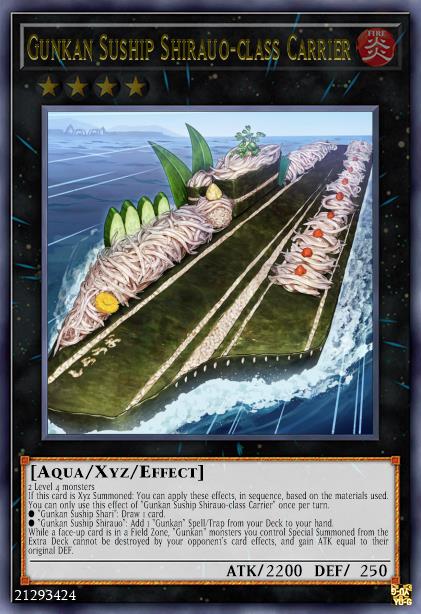 GUNKAN SUSHIP SHIRAUO-CLASS CARRIER
FIRE
炎
しらうお
[AQUA/XYZ/EFFECT]
2 Level 4 monsters
If this card is Xyz Summoned: You can apply these effects, in sequence, based on the materials used.
You can only use this effect of "Gunkan Suship Shirauo-class Carrier" once per turn.
● "Gunkan Suship Shari": Draw 1 card.
● "Gunkan Suship Shirauo": Add 1 "Gunkan" Spell/Trap from your Deck to your hand.
While a face-up card is in a Field Zone, "Gunkan" monsters you control Special Summoned from the
Extra Deck cannot be destroyed by your opponent's card effects, and gain ATK equal to their
original DEF.
ATK/2200 DEF/ 250
21293424